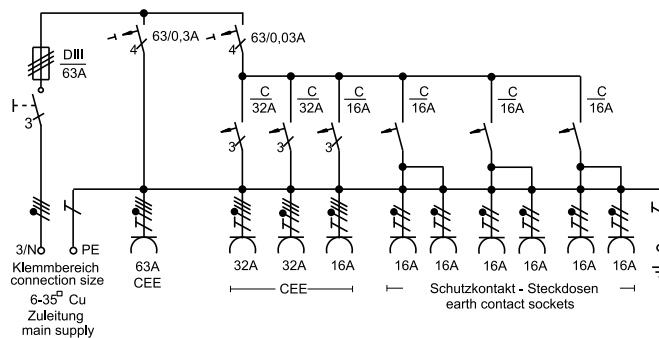 DIII
63A
63/0,3A
63/0,03A
4
4
C
32A
C
32A
C
16A
C
16A
C
16A
C
16A
3
3
3
3
3/N
PE
63A
CEE
32A
32A
16A
16A
16A
16A
16A
16A
16A
Klemmbereich
connection size
6-35□ Cu
Zuleitung
main supply
CEE
Schutzkontakt - Steckdosen
earth contact sockets